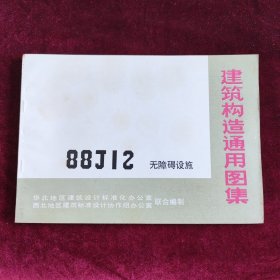 建筑构造通用图集
88J12 无障碍设施
华北地区建筑设计标准化办公室
西北地区建筑标准设计协作组办公室
联合编制